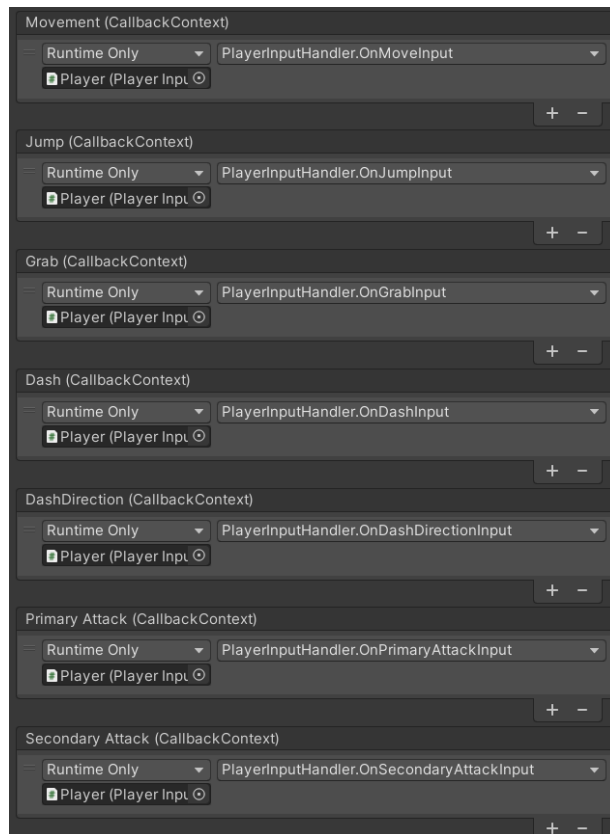 Movement (CallbackContext)
Runtime Only PlayerInputHandler.OnMoveInput
Player (Player Inpu
+ −
Jump (CallbackContext)
Runtime Only PlayerInputHandler.OnJumpInput
Player (Player Inpu
+ −
Grab (CallbackContext)
Runtime Only PlayerInputHandler.OnGrabInput
Player (Player Inpu
+ −
Dash (CallbackContext)
Runtime Only PlayerInputHandler.OnDashInput
Player (Player Inpu
+ −
DashDirection (CallbackContext)
Runtime Only PlayerInputHandler.OnDashDirectionInput
Player (Player Inpu
+ −
Primary Attack (CallbackContext)
Runtime Only PlayerInputHandler.OnPrimaryAttackInput
Player (Player Inpu
+ −
Secondary Attack (CallbackContext)
Runtime Only PlayerInputHandler.OnSecondaryAttackInput
Player (Player Inpu
+ −